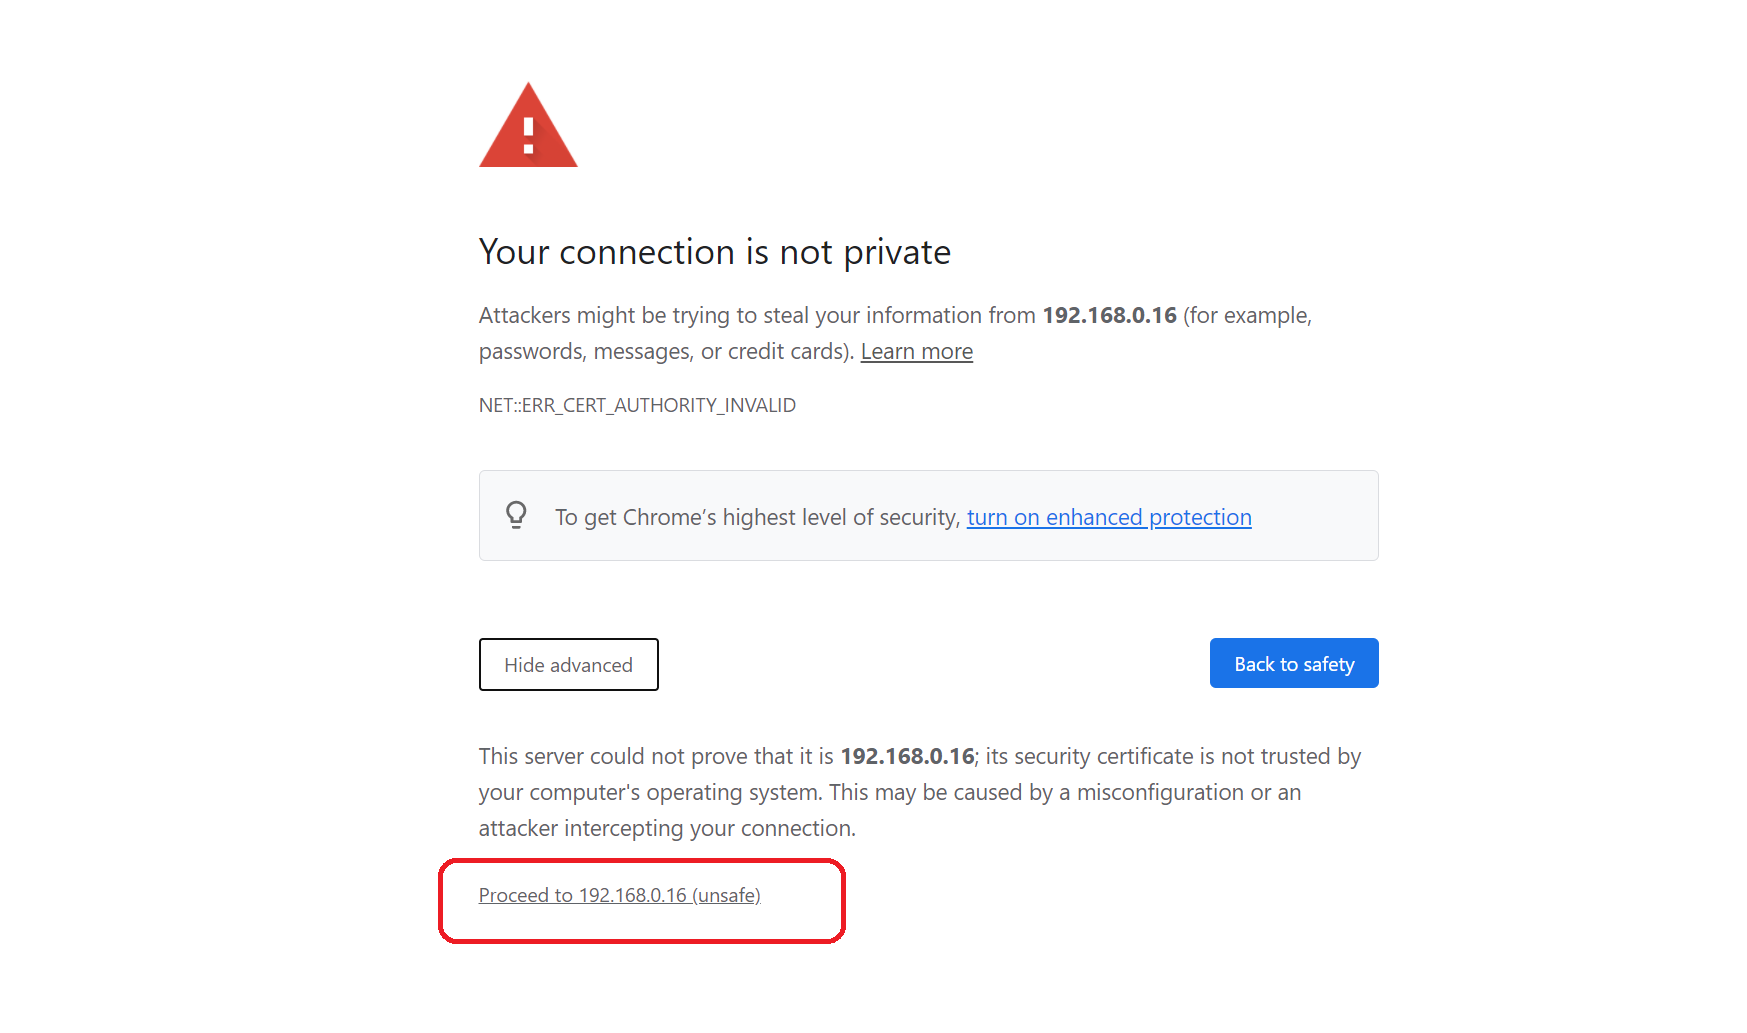 Your connection is not private
Attackers might be trying to steal your information from 192.168.0.16 (for example,
passwords, messages, or credit cards). Learn more
NET::ERR_CERT_AUTHORITY_INVALID
To get Chrome’s highest level of security, turn on enhanced protection
Hide advanced
Back to safety
This server could not prove that it is 192.168.0.16; its security certificate is not trusted by
your computer's operating system. This may be caused by a misconfiguration or an
attacker intercepting your connection.
Proceed to 192.168.0.16 (unsafe)